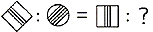 : = : ?